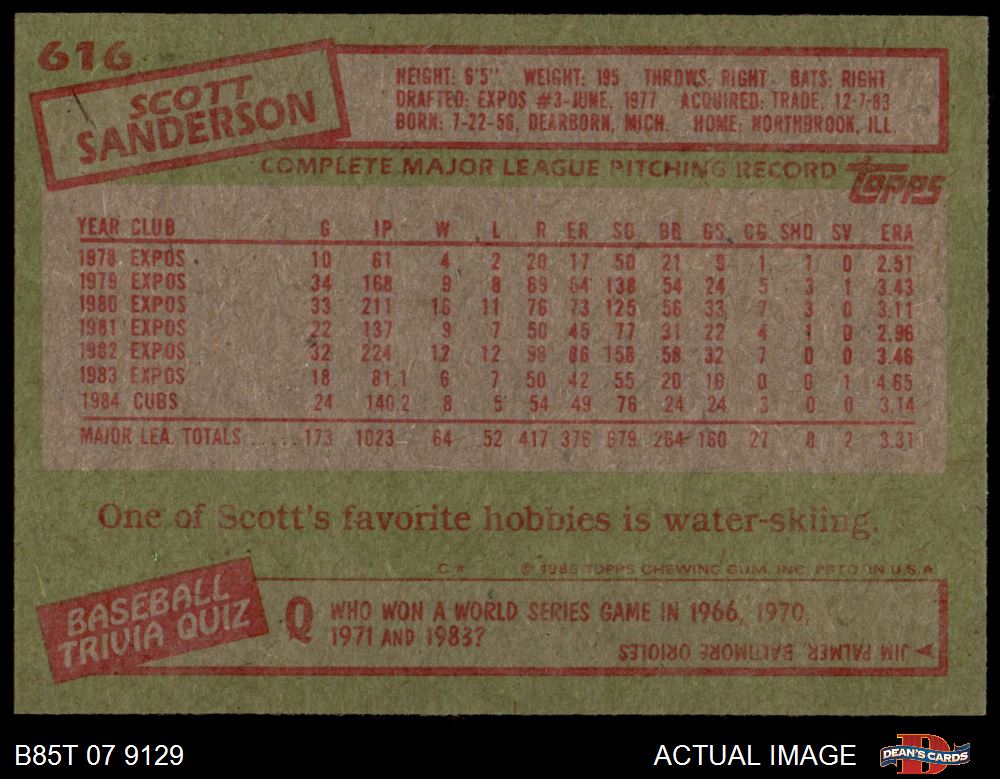 616
SCOTT
SANDERSON
HEIGHT: 6'5" WEIGHT: 195 THROWS: RIGHT BATS: RIGHT
DRAFTED: EXPOS #3-JUNE, 1977 ACQUIRED: TRADE, 12-7-83
BORN: 7-22-56, DEARBORN, MICH. HOME: NORTHBROOK, ILL.
COMPLETE MAJOR LEAGUE PITCHING RECORD
Topps
YEAR CLUB G IP W L R ER SO BB GS CG SHO SV ERA
1978 EXPOS 10 61 4 2 20 17 50 21 9 1 1 0 2.51
1979 EXPOS 34 168 9 8 69 64 138 54 24 5 3 1 3.43
1980 EXPOS 33 211 16 11 76 73 125 56 33 7 3 0 3.11
1981 EXPOS 22 137 9 7 50 45 77 31 22 4 1 0 2.96
1982 EXPOS 32 224 12 12 98 86 158 58 32 7 0 0 3.46
1983 EXPOS 18 81.1 6 7 50 42 55 20 16 0 0 1 4.65
1984 CUBS 24 140.2 8 5 54 49 76 24 24 3 0 0 3.14
MAJOR LEA. TOTALS ...... 173 1023 64 52 417 376 679 264 160 27 8 2 3.31
One of Scott's favorite hobbies is water-skiing.
C* © 1985 TOPPS CHEWING GUM, INC. PRTD. IN U.S.A.
BASEBALL
TRIVIA QUIZ
Q WHO WON A WORLD SERIES GAME IN 1966, 1970,
1971 AND 1983?
A JIM PALMER, BALTIMORE ORIOLES
B85T 07 9129
ACTUAL IMAGE
D
DEAN'S CARDS